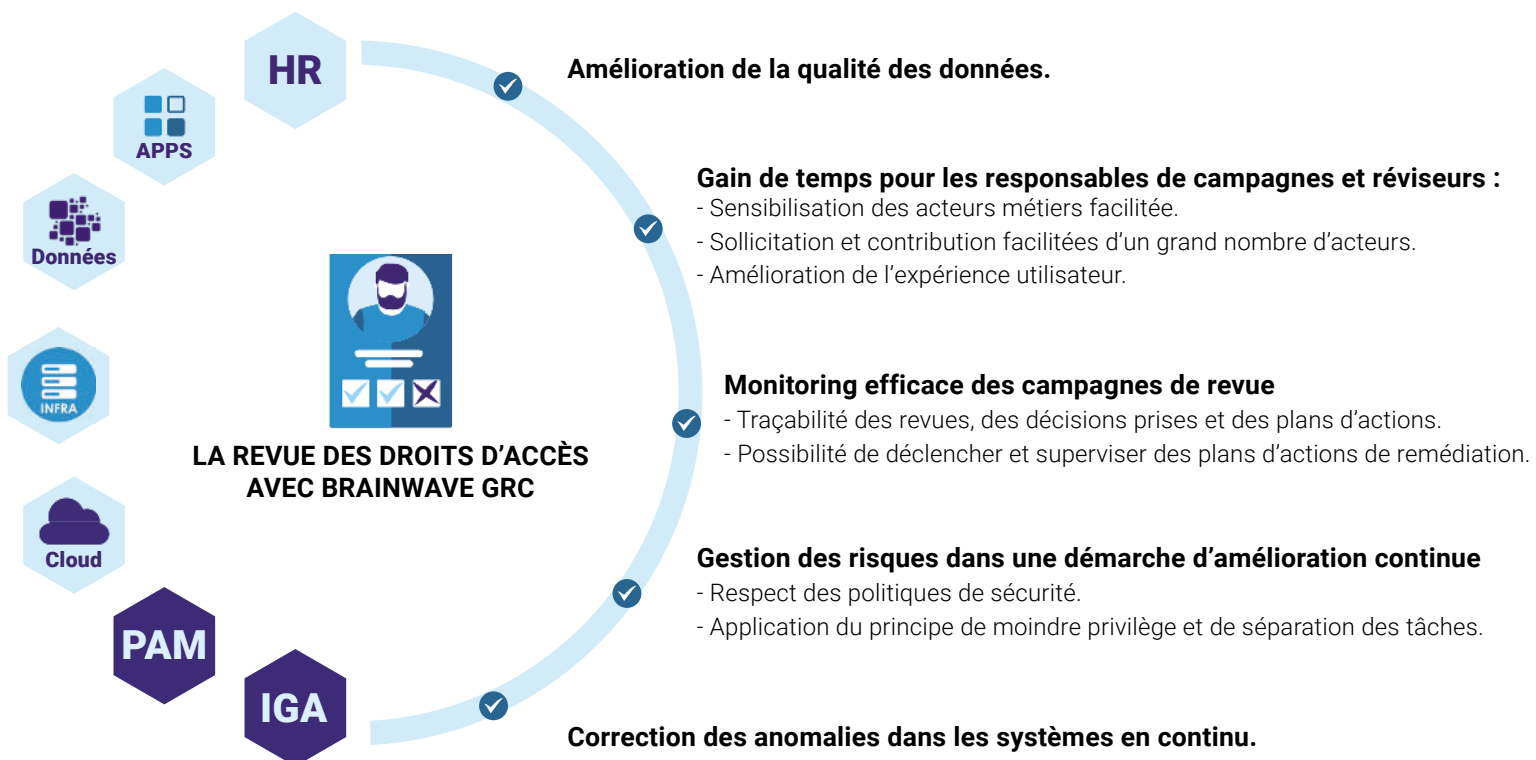 HR
APPS
Données
INFRA
Cloud
PAM
IGA
LA REVUE DES DROITS D’ACCÈS
AVEC BRAINWAVE GRC
Amélioration de la qualité des données.
Gain de temps pour les responsables de campagnes et réviseurs :
- Sensibilisation des acteurs métiers facilitée.
- Sollicitation et contribution facilitées d’un grand nombre d’acteurs.
- Amélioration de l’expérience utilisateur.
Monitoring efficace des campagnes de revue
- Traçabilité des revues, des décisions prises et des plans d’actions.
- Possibilité de déclencher et superviser des plans d’actions de remédiation.
Gestion des risques dans une démarche d’amélioration continue
- Respect des politiques de sécurité.
- Application du principe de moindre privilège et de séparation des tâches.
Correction des anomalies dans les systèmes en continu.